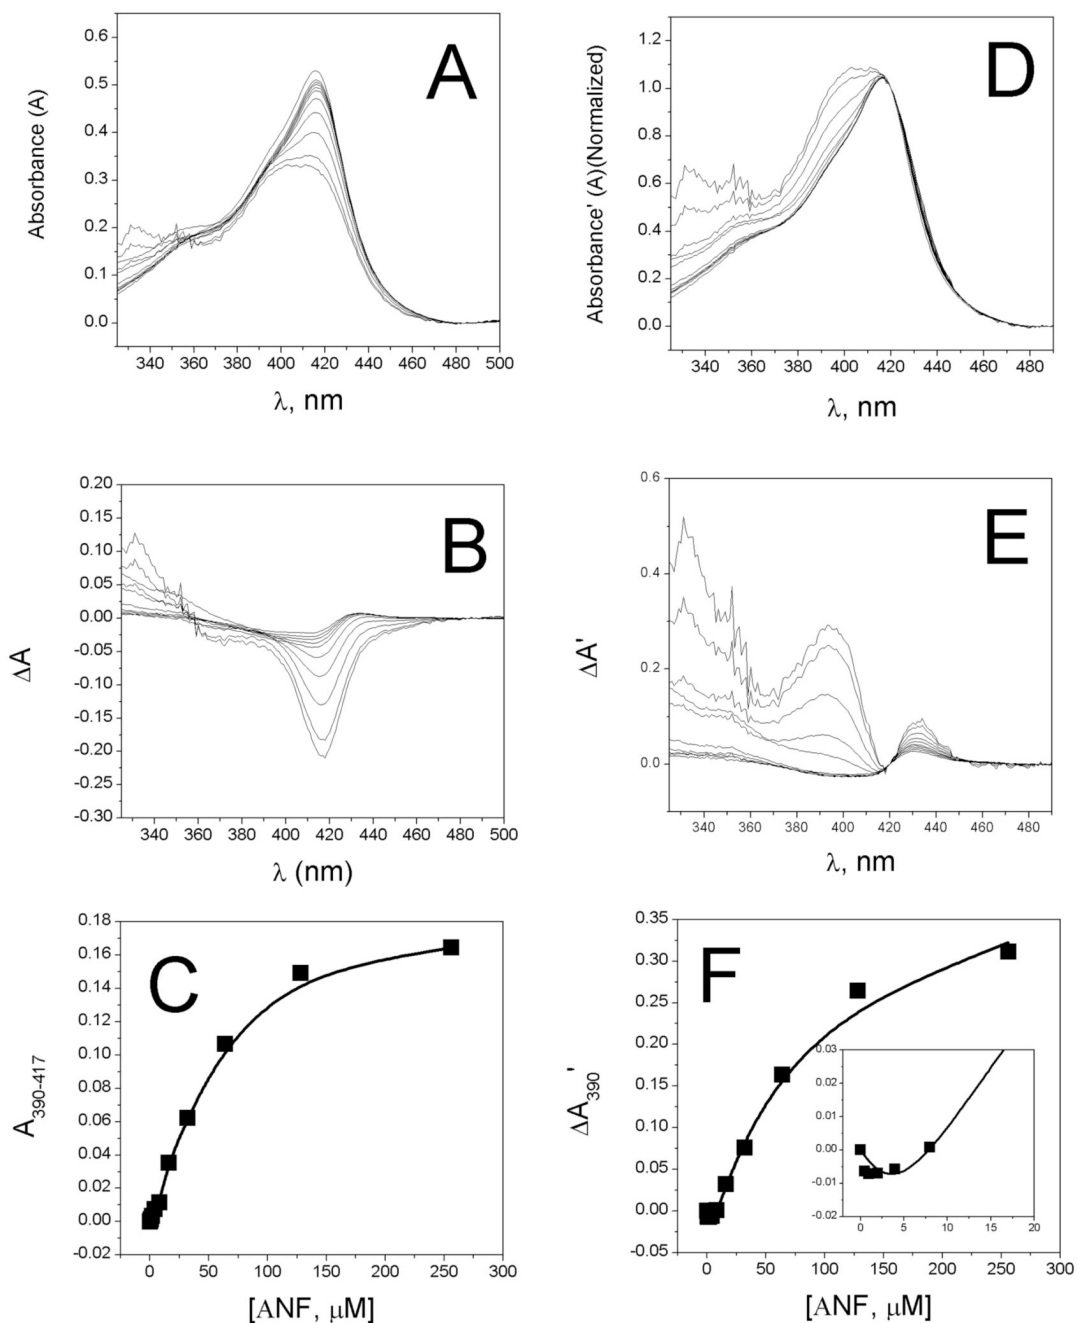 A
Absorbance (A)
0.6
0.5
0.4
0.3
0.2
0.1
0.0
340 360 380 400 420 440 460 480 500
λ, nm
D
Absorbance' (A)(Normalized)
1.2
1.0
0.8
0.6
0.4
0.2
0.0
340 360 380 400 420 440 460 480
λ, nm
B
ΔA
0.20
0.15
0.10
0.05
0.00
-0.05
-0.10
-0.15
-0.20
-0.25
-0.30
340 360 380 400 420 440 460 480 500
λ (nm)
E
ΔA'
0.6
0.4
0.2
0.0
340 360 380 400 420 440 460 480
λ, nm
C
A390-417
0.18
0.16
0.14
0.12
0.10
0.08
0.06
0.04
0.02
0.00
-0.02
0 50 100 150 200 250 300
[ANF, μM]
F
ΔA390'
0.35
0.30
0.25
0.20
0.15
0.10
0.05
0.00
-0.05
0 50 100 150 200 250 300
[ANF, μM]
0.03
0.02
0.01
0.00
-0.01
-0.02
0 5 10 15 20